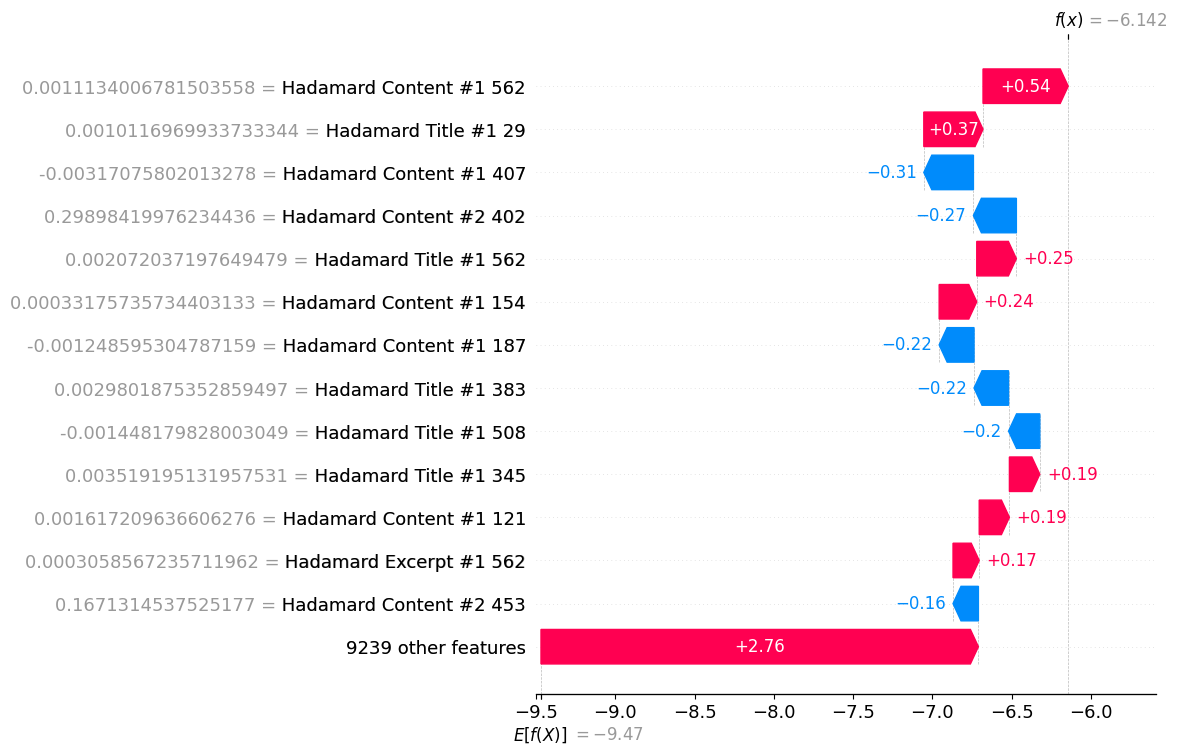 f(x) = −6.142
0.00111340067815035​58 = Hadamard Content #1 562 +0.54
0.0010116969933733344 = Hadamard Title #1 29 +0.37
-0.00317075802013278 = Hadamard Content #1 407 −0.31
0.29898419976234436 = Hadamard Content #2 402 −0.27
0.002072037197649479 = Hadamard Title #1 562 +0.25
0.00033175735734403133 = Hadamard Content #1 154 +0.24
-0.0012485953047871​59 = Hadamard Content #1 187 −0.22
0.0029801875352859497 = Hadamard Title #1 383 −0.22
-0.001448179828003049 = Hadamard Title #1 508 −0.2
0.003519195131957531 = Hadamard Title #1 345 +0.19
0.001617209636606276 = Hadamard Content #1 121 +0.19
0.0003058567235711962 = Hadamard Excerpt #1 562 +0.17
0.1671314537525177 = Hadamard Content #2 453 −0.16
9239 other features +2.76
−9.5 −9.0 −8.5 −8.0 −7.5 −7.0 −6.5 −6.0
E[f(X)] = −9.47